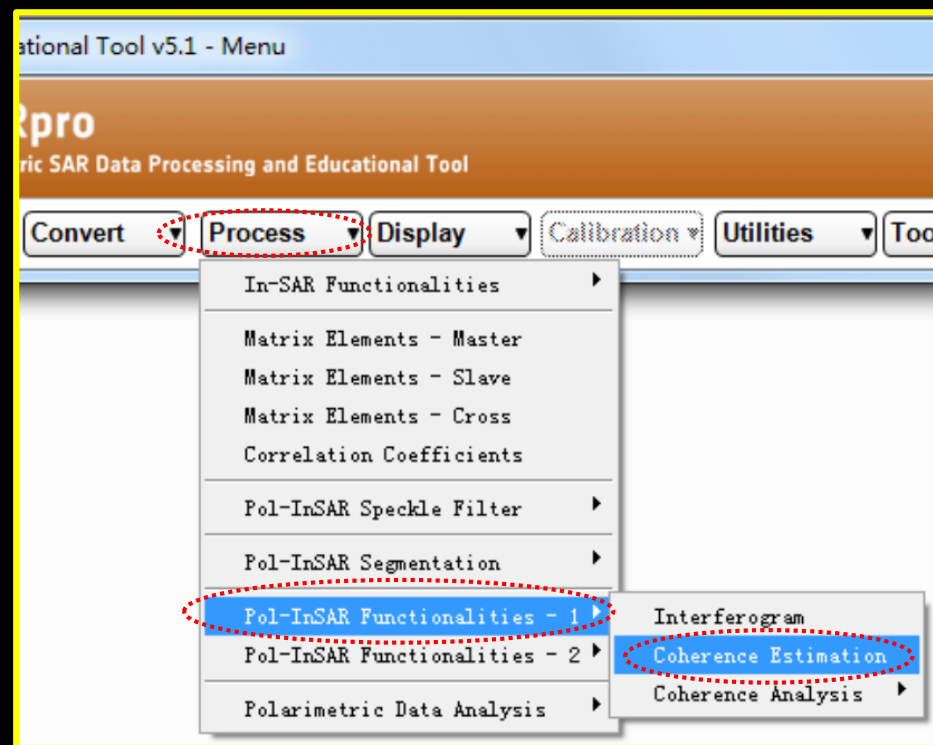 ational Tool v5.1 - Menu
Rpro
ric SAR Data Processing and Educational Tool
Convert Process Display Calibration Utilities Too
In-SAR Functionalities
Matrix Elements - Master
Matrix Elements - Slave
Matrix Elements - Cross
Correlation Coefficients
Pol-InSAR Speckle Filter
Pol-InSAR Segmentation
Pol-InSAR Functionalities - 1
Interferogram
Pol-InSAR Functionalities - 2
Coherence Estimation
Coherence Analysis
Polarimetric Data Analysis